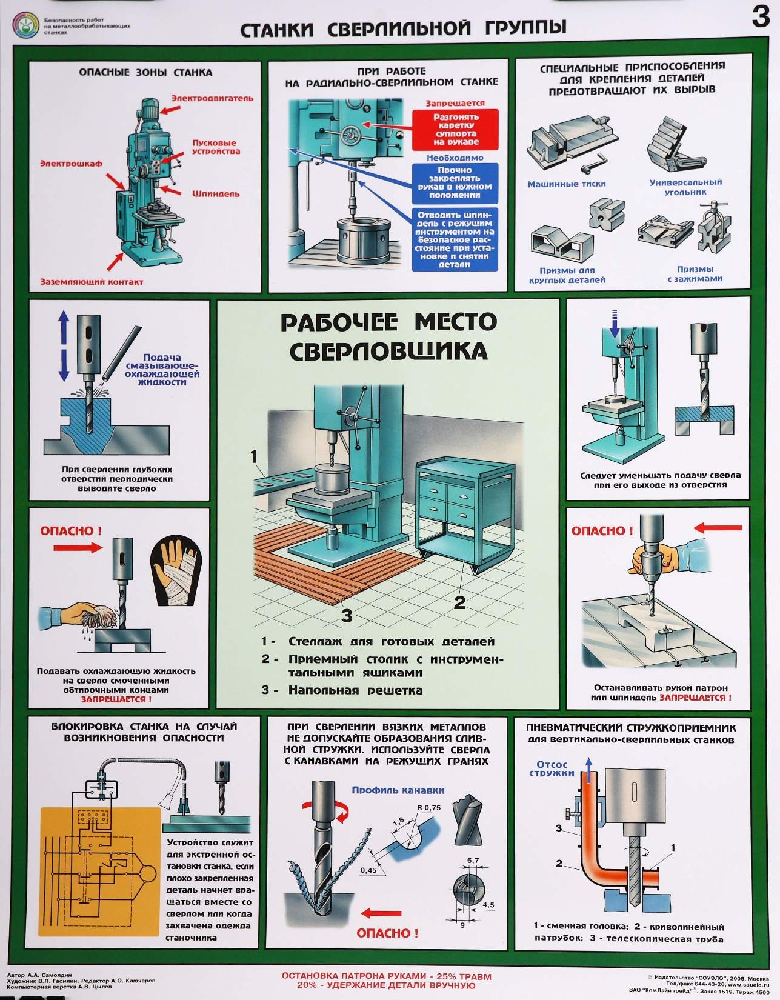 Безопасность работ
на металлообрабатывающих
станках
СТАНКИ СВЕРЛИЛЬНОЙ ГРУППЫ
3
ОПАСНЫЕ ЗОНЫ СТАНКА
Электродвигатель
Пусковые
устройства
Электрошкаф
Шпиндель
Заземляющий контакт
ПРИ РАБОТЕ
НА РАДИАЛЬНО-СВЕРЛИЛЬНОМ СТАНКЕ
Запрещается
Разгонять
каретку
суппорта
на рукаве
Необходимо
Прочно
закреплять
рукав в нужном
положении
Отводить шпин-
дель с режущим
инструментом на
безопасное рас-
стояние при уста-
новке и снятии
детали
СПЕЦИАЛЬНЫЕ ПРИСПОСОБЛЕНИЯ
ДЛЯ КРЕПЛЕНИЯ ДЕТАЛЕЙ
ПРЕДОТВРАЩАЮТ ИХ ВЫРЫВ
Машинные тиски
Универсальный
угольник
Призмы для
круглых деталей
Призмы
с зажимами
Подача
смазывающе-
охлаждающей
жидкости
При сверлении глубоких
отверстий периодически
выводите сверло
РАБОЧЕЕ МЕСТО
СВЕРЛОВЩИКА
1
2
3
1 - Стеллаж для готовых деталей
2 - Приемный столик с инструмен-
тальными ящиками
3 - Напольная решетка
Следует уменьшать подачу сверла
при его выходе из отверстия
ОПАСНО !
Подавать охлаждающую жидкость
на сверло смоченными
обтирочными концами
ЗАПРЕЩАЕТСЯ !
ОПАСНО !
Останавливать рукой патрон
или шпиндель ЗАПРЕЩАЕТСЯ !
БЛОКИРОВКА СТАНКА НА СЛУЧАЙ
ВОЗНИКНОВЕНИЯ ОПАСНОСТИ
Устройство служит
для экстренной ос-
тановки станка, если
плохо закрепленная
деталь начнет вра-
щаться вместе со
сверлом или когда
захвачена одежда
станочника
ПРИ СВЕРЛЕНИИ ВЯЗКИХ МЕТАЛЛОВ
НЕ ДОПУСКАЙТЕ ОБРАЗОВАНИЯ СЛИВ-
НОЙ СТРУЖКИ. ИСПОЛЬЗУЙТЕ СВЕРЛА
С КАНАВКАМИ НА РЕЖУЩИХ ГРАНЯХ
Профиль канавки
R 0,75
1,8
0,45
6,7
4,5
9
ОПАСНО !
ПНЕВМАТИЧЕСКИЙ СТРУЖКОПРИЕМНИК
для вертикально-сверлильных станков
Отсос
стружки
3
2
1
1 - сменная головка; 2 - криволинейный
патрубок; 3 - телескопическая труба
Автор А.А. Самолдин
Художник В.П. Гасилин. Редактор А.О. Ключарев
Компьютерная верстка А.В. Цылев
ОСТАНОВКА ПАТРОНА РУКАМИ - 25% ТРАВМ
20% - УДЕРЖАНИЕ ДЕТАЛИ ВРУЧНУЮ
© Издательство "СОУЭЛО", 2008. Москва
Тел/факс 644-43-26; www.souelo.ru
ЗАО "КомЛайн трейд"®. Заказ 1519. Тираж 4500